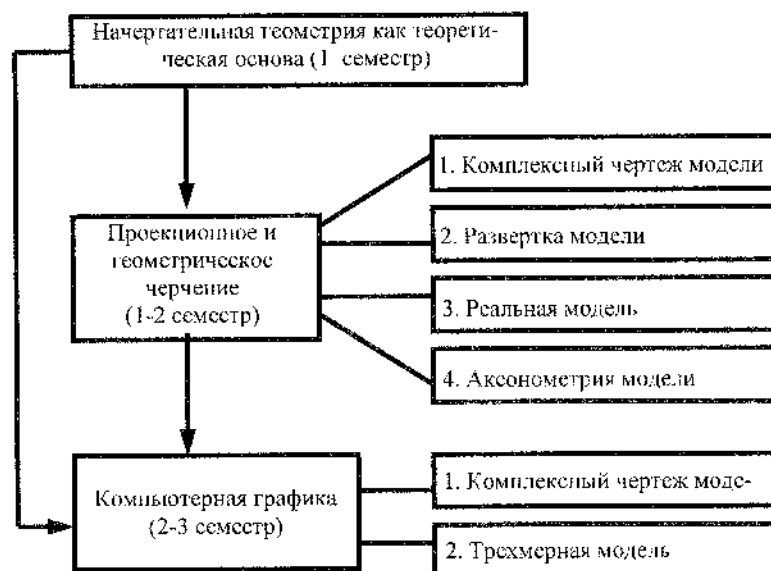 Начертательная геометрия как теорети-
ческая основа (1 семестр)
1. Комплексный чертеж модели
Проекционное и
геометрическое
черчение
(1-2 семестр)
2. Развертка модели
3. Реальная модель
4. Аксонометрия модели
Компьютерная графика
(2-3 семестр)
1. Комплексный чертеж моде-
2. Трехмерная модель